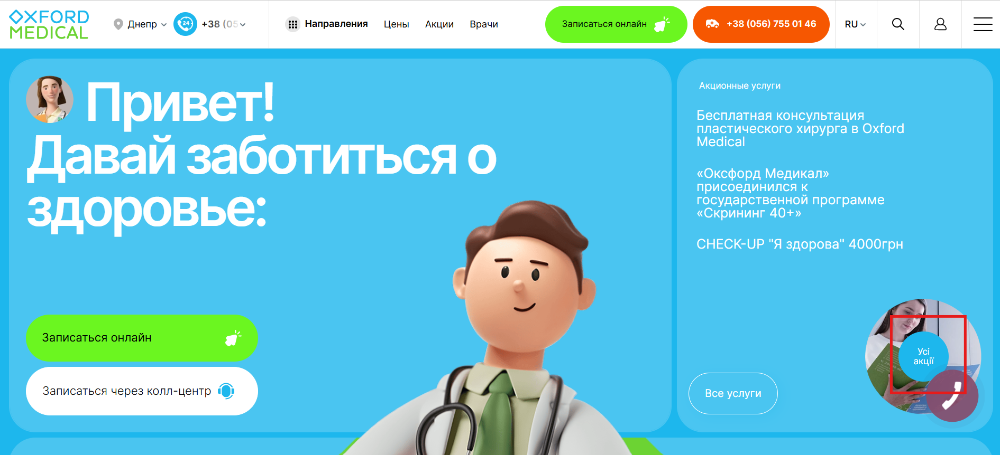 OXFORD
MEDICAL
Днепр
24
+38 (05
Направления
Цены
Акции
Врачи
Записаться онлайн
+38 (056) 755 01 46
RU
Привет!
Давай заботиться о
здоровье:
Записаться онлайн
Записаться через колл-центр
Акционные услуги
Бесплатная консультация
пластического хирурга в Oxford
Medical
«Оксфорд Медикал»
присоединился к
государственной программе
«Скрининг 40+»
CHECK-UP "Я здорова" 4000грн
Все услуги
Усі
акції